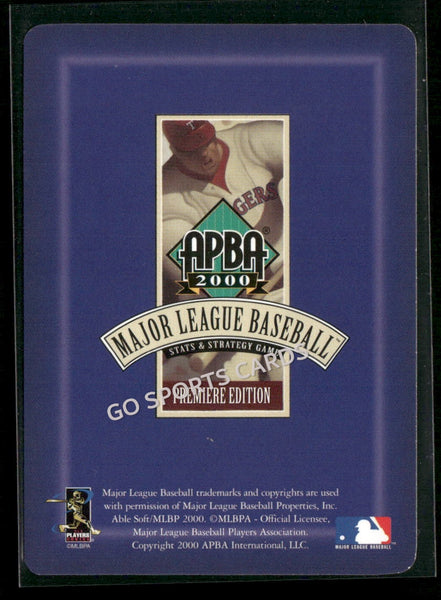 T
GERS
APBA®
2000
MAJOR LEAGUE BASEBALL™
STATS & STRATEGY GAME
GO SPORTS CARDS
PREMIERE EDITION
Major League Baseball trademarks and copyrights are used
with permission of Major League Baseball Properties, Inc.
Able Soft/MLBP 2000. ©MLBPA - Official Licensee,
Major League Baseball Players Association.
Copyright 2000 APBA International, LLC.
PLAYERS
CHOICE
©MLBPA
MAJOR LEAGUE BASEBALL